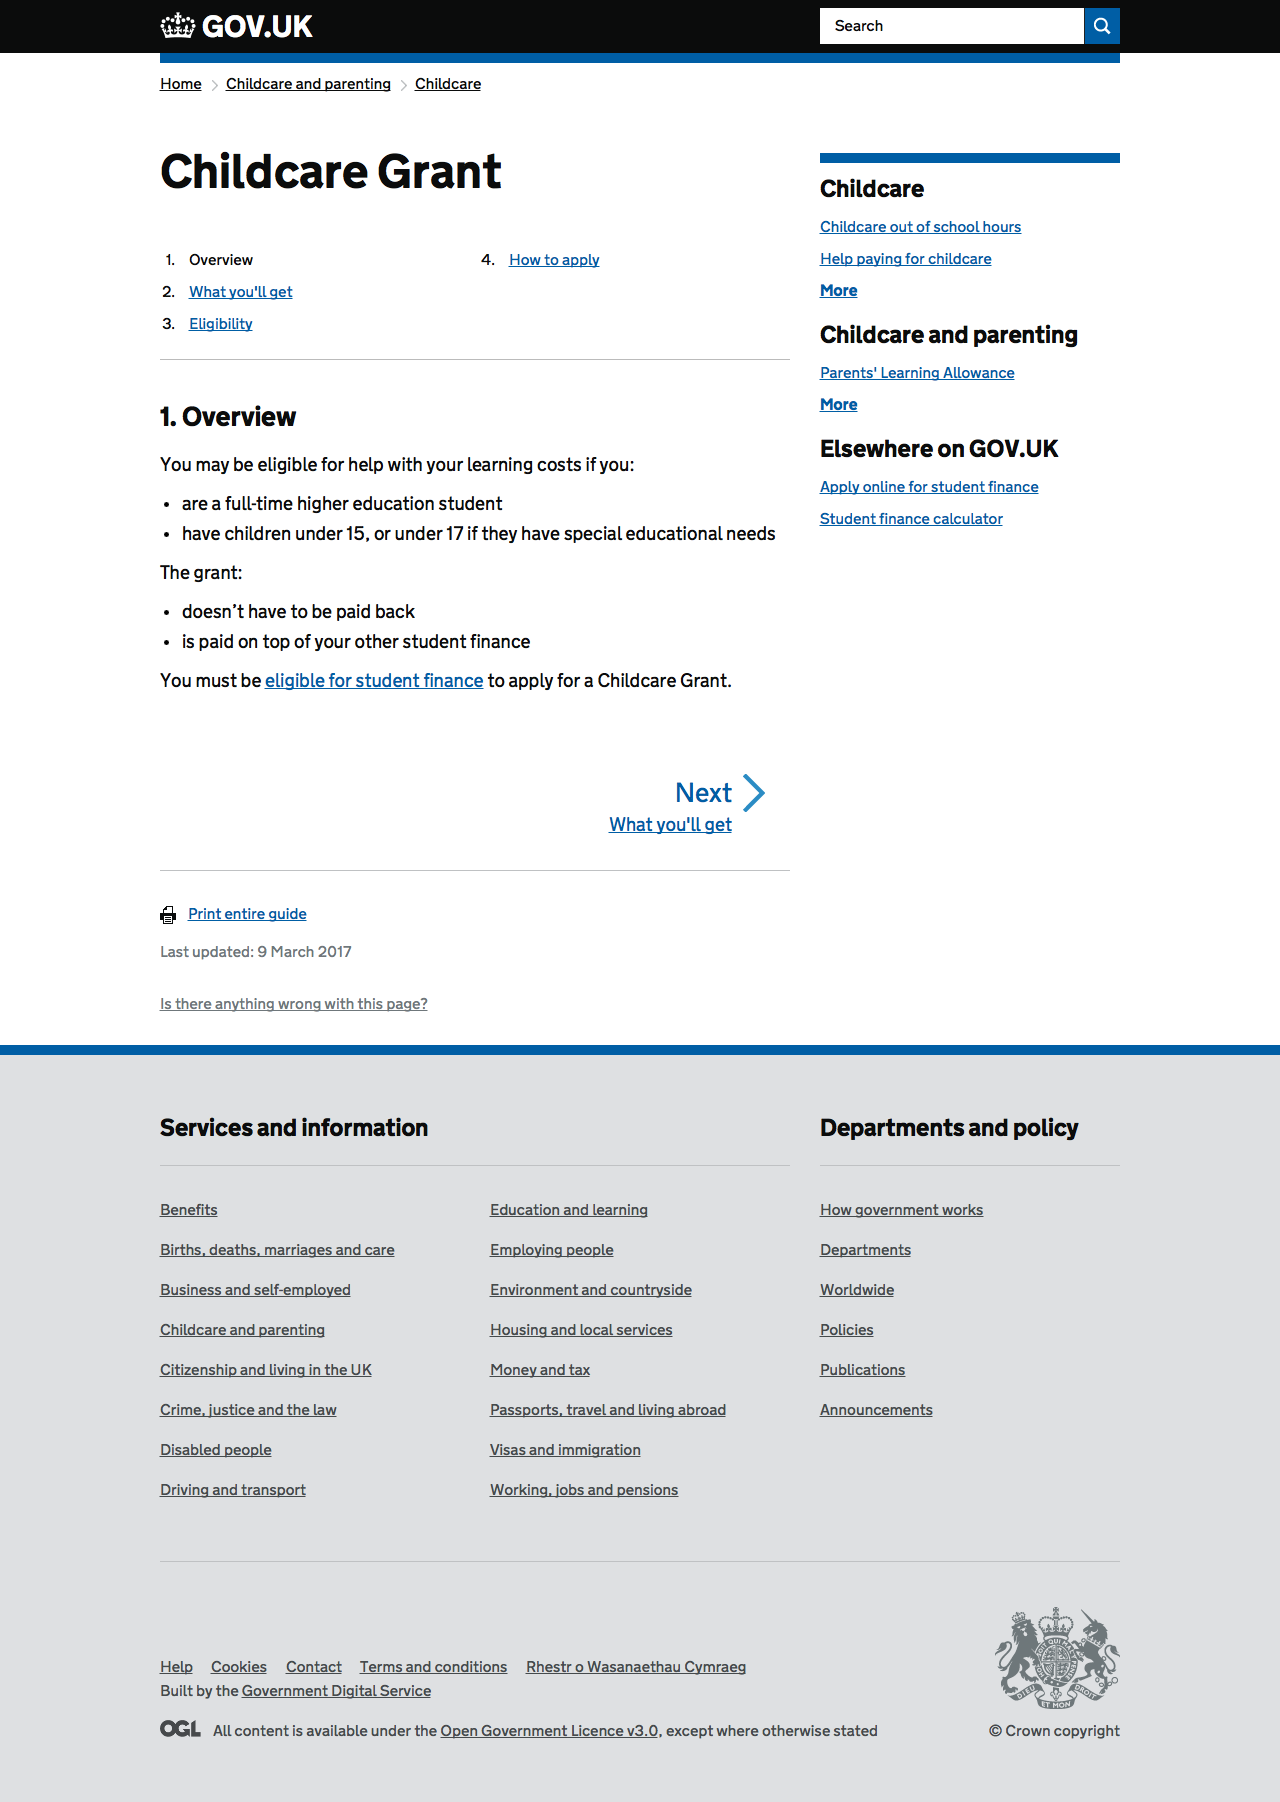 GOV.UK
Search
Home
Childcare and parenting
Childcare
Childcare Grant
1. Overview
2. What you'll get
3. Eligibility
4. How to apply
1. Overview
You may be eligible for help with your learning costs if you:
• are a full-time higher education student
• have children under 15, or under 17 if they have special educational needs
The grant:
• doesn’t have to be paid back
• is paid on top of your other student finance
You must be eligible for student finance to apply for a Childcare Grant.
Next
What you'll get
Print entire guide
Last updated: 9 March 2017
Is there anything wrong with this page?
Childcare
Childcare out of school hours
Help paying for childcare
More
Childcare and parenting
Parents' Learning Allowance
More
Elsewhere on GOV.UK
Apply online for student finance
Student finance calculator
Services and information
Benefits
Births, deaths, marriages and care
Business and self-employed
Childcare and parenting
Citizenship and living in the UK
Crime, justice and the law
Disabled people
Driving and transport
Education and learning
Employing people
Environment and countryside
Housing and local services
Money and tax
Passports, travel and living abroad
Visas and immigration
Working, jobs and pensions
Departments and policy
How government works
Departments
Worldwide
Policies
Publications
Announcements
Help Cookies Contact Terms and conditions Rhestr o Wasanaethau Cymraeg
Built by the Government Digital Service
OGL All content is available under the Open Government Licence v3.0, except where otherwise stated
DIEU ET MON DROIT
© Crown copyright